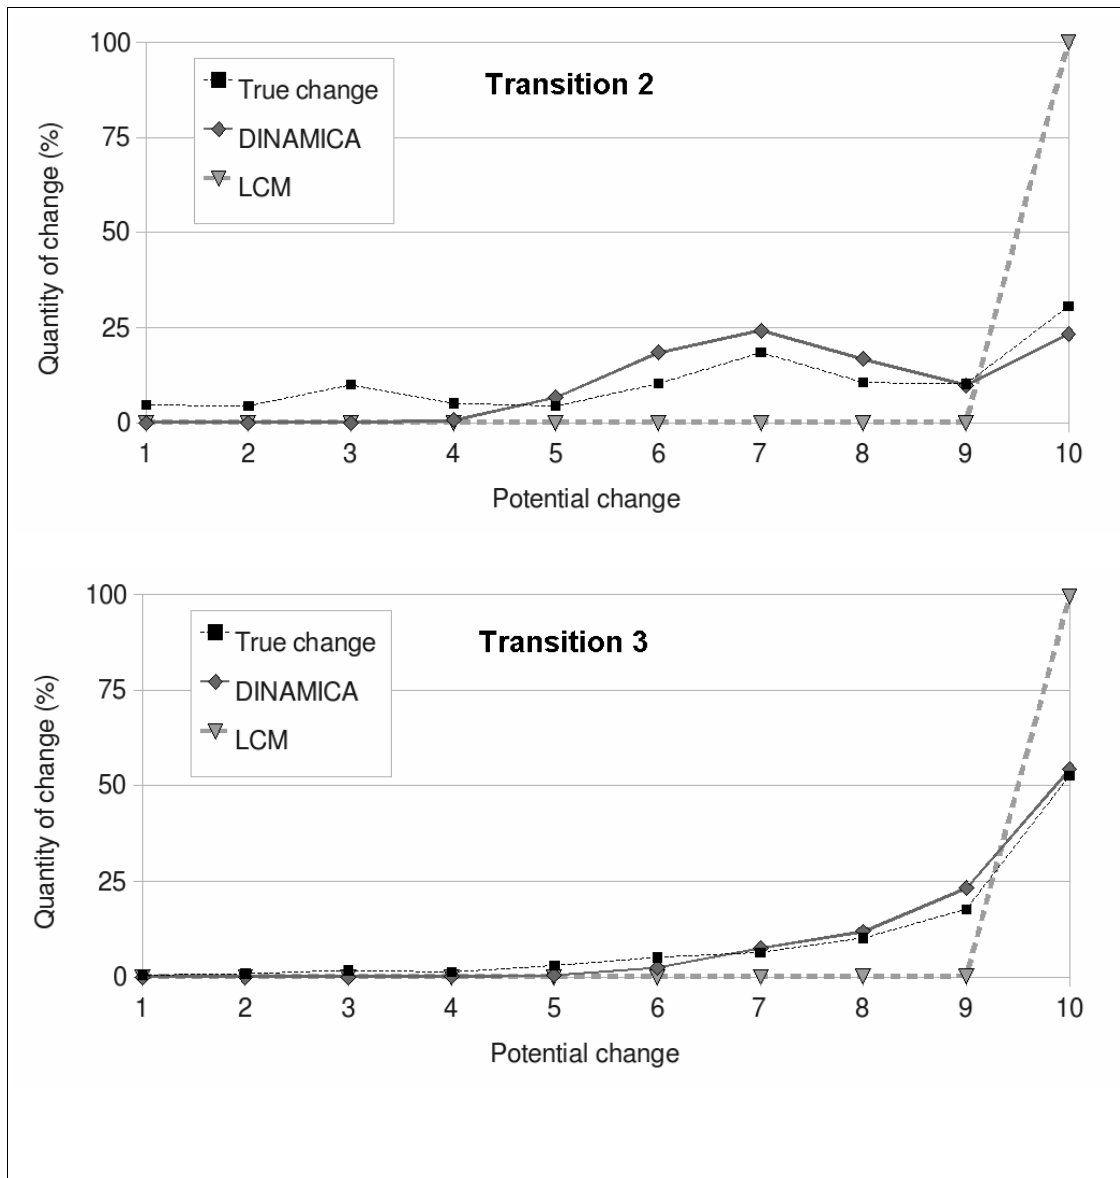 Transition 2
True change
DINAMICA
LCM
Quantity of change (%)
100
75
50
25
0
1 2 3 4 5 6 7 8 9 10
Potential change
Transition 3
True change
DINAMICA
LCM
Quantity of change (%)
100
75
50
25
0
1 2 3 4 5 6 7 8 9 10
Potential change